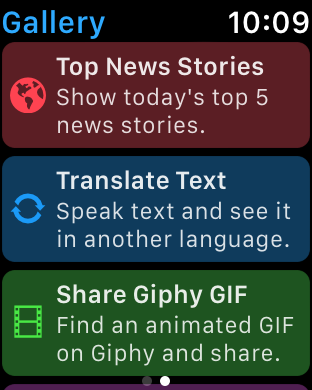 Gallery 10:09
Top News Stories
Show today's top 5
news stories.
Translate Text
Speak text and see it
in another language.
Share Giphy GIF
Find an animated GIF
on Giphy and share.